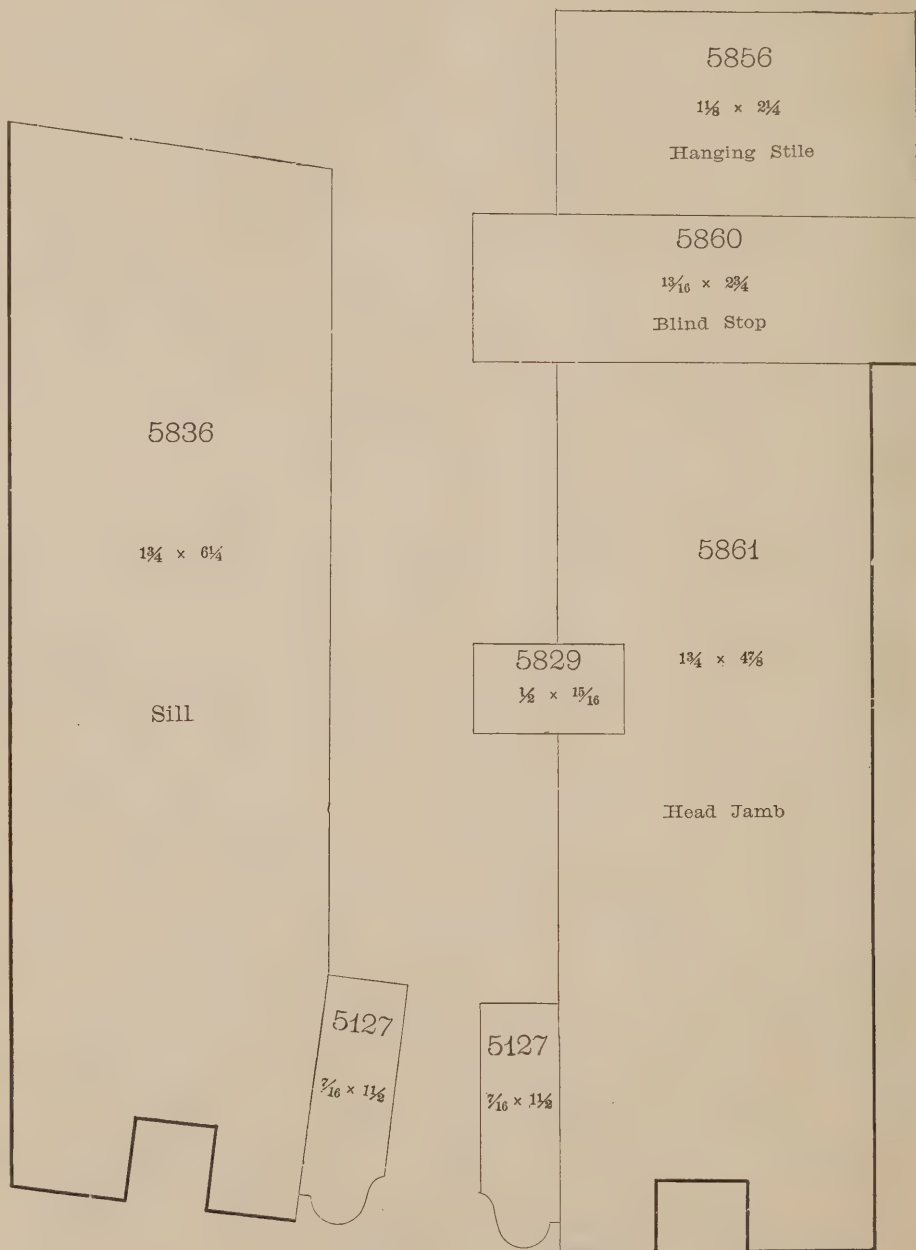 5836
1¾ × 6¼
Sill
5127
7⁄16 × 1½
5856
1⅛ × 2¼
Hanging Stile
5860
13⁄16 × 2¾
Blind Stop
5861
1¾ × 4⅞
Head Jamb
5829
½ × 15⁄16
5127
7⁄16 × 1½